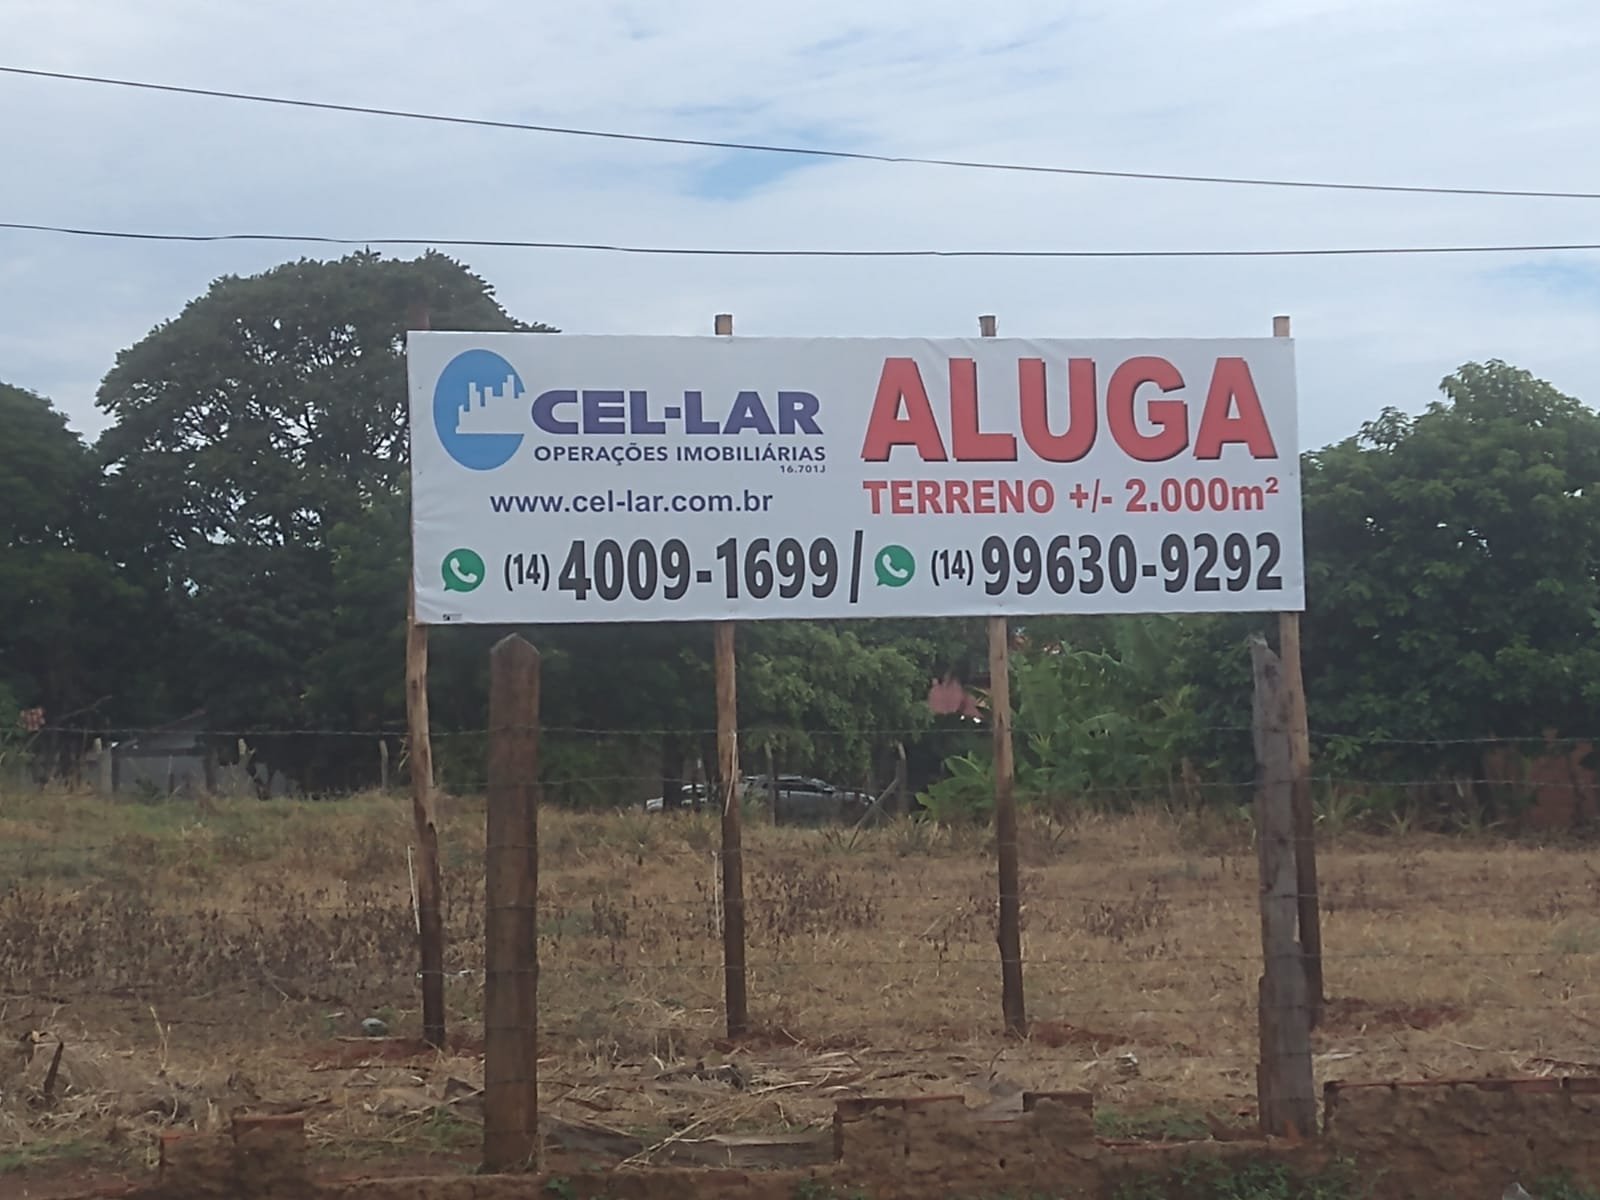 CEL-LAR
OPERAÇÕES IMOBILIÁRIAS
16.701J
www.cel-lar.com.br
ALUGA
TERRENO +/- 2.000m²
(14) 4009-1699 / (14) 99630-9292